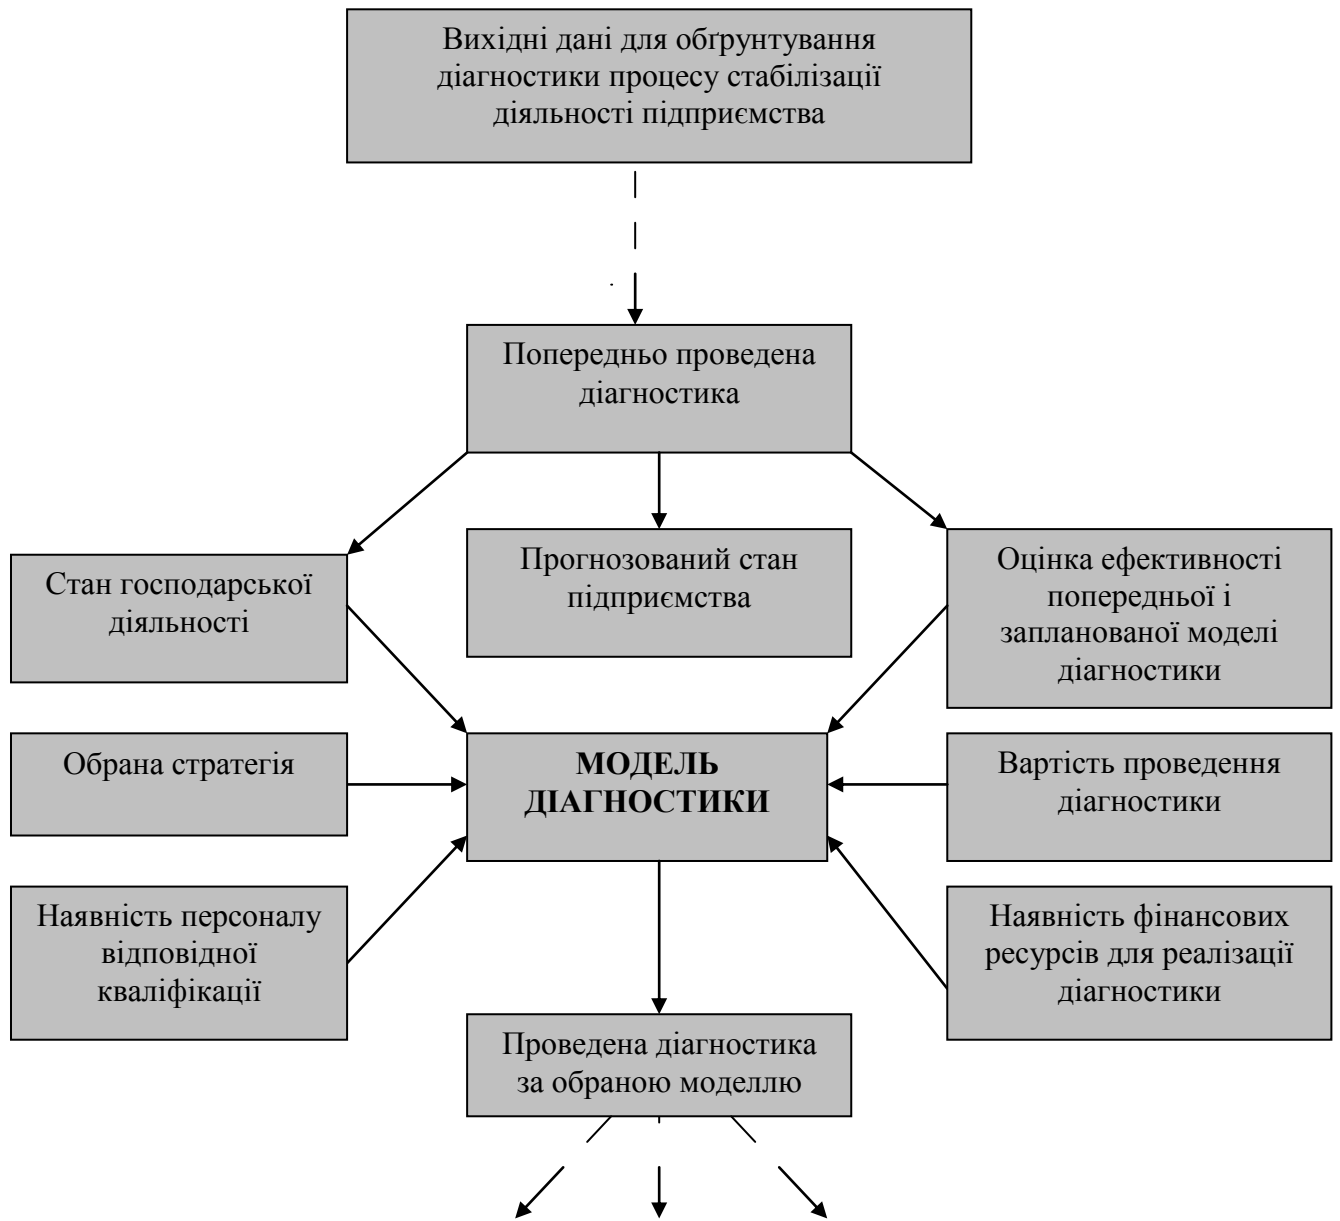 Вихідні дані для обґрунтування
діагностики процесу стабілізації
діяльності підприємства
Попередньо проведена
діагностика
Стан господарської
діяльності
Прогнозований стан
підприємства
Оцінка ефективності
попередньої і
запланованої моделі
діагностики
Обрана стратегія
МОДЕЛЬ
ДІАГНОСТИКИ
Вартість проведення
діагностики
Наявність персоналу
відповідної
кваліфікації
Наявність фінансових
ресурсів для реалізації
діагностики
Проведена діагностика
за обраною моделлю